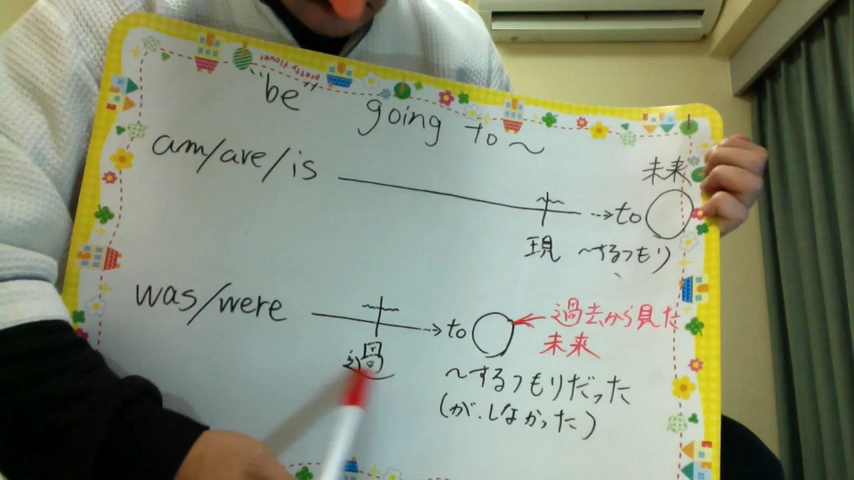 "be" going to ~
am/are/is
未来
to
現 ~するつもり
was/were
to
過去から見た
未来
過
~するつもりだった
(が.しなかった)